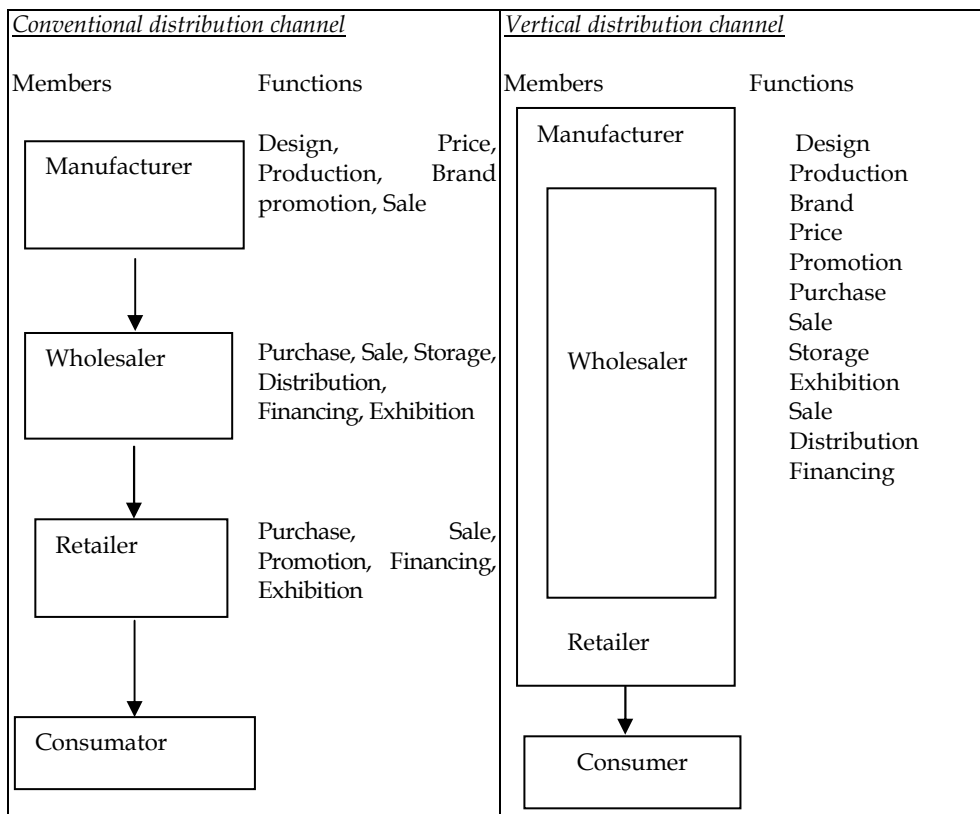 Conventional distribution channel
Members Functions
Manufacturer
Design, Price,
Production, Brand
promotion, Sale
Wholesaler
Purchase, Sale, Storage,
Distribution,
Financing, Exhibition
Retailer
Purchase, Sale,
Promotion, Financing,
Exhibition
Consumator
Vertical distribution channel
Members Functions
Manufacturer
Wholesaler
Retailer
Design
Production
Brand
Price
Promotion
Purchase
Sale
Storage
Exhibition
Sale
Distribution
Financing
Consumer